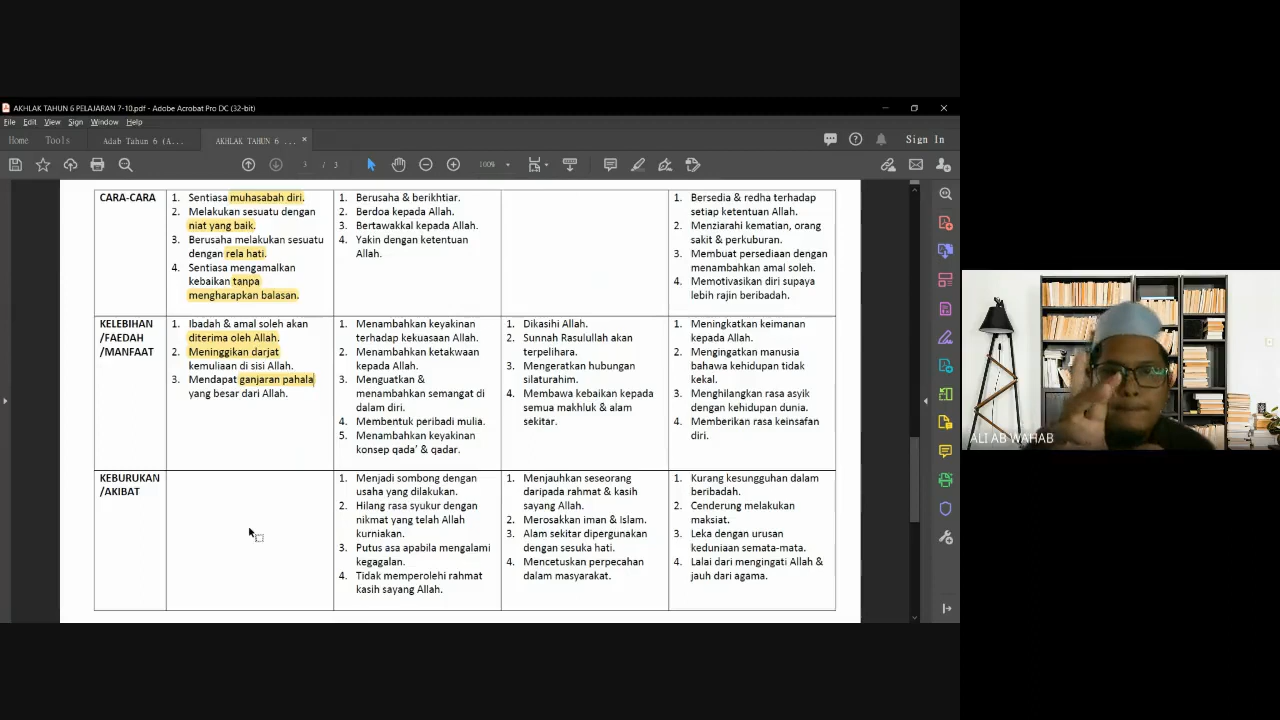 AKHLAK TAHUN 6 PELAJARAN 7-10.pdf - Adobe Acrobat Pro DC (32-bit)
File Edit View Sign Window Help
Home Tools Adab Tahun 6 (A... AKHLAK TAHUN 6 ... × Sign In
3 / 3 100%
CARA-CARA
1. Sentiasa muhasabah diri.
2. Melakukan sesuatu dengan
niat yang baik.
3. Berusaha melakukan sesuatu
dengan rela hati.
4. Sentiasa mengamalkan
kebaikan tanpa
mengharapkan balasan.
1. Berusaha & berikhtiar.
2. Berdoa kepada Allah.
3. Bertawakkal kepada Allah.
4. Yakin dengan ketentuan
Allah.
1. Bersedia & redha terhadap
setiap ketentuan Allah.
2. Menziarahi kematian, orang
sakit & perkuburan.
3. Membuat persediaan dengan
menambahkan amal soleh.
4. Memotivasikan diri supaya
lebih rajin beribadah.
KELEBIHAN
/FAEDAH
/MANFAAT
1. Ibadah & amal soleh akan
diterima oleh Allah.
2. Meninggikan darjat
kemuliaan di sisi Allah.
3. Mendapat ganjaran pahala
yang besar dari Allah.
1. Menambahkan keyakinan
terhadap kekuasaan Allah.
2. Menambahkan ketakwaan
kepada Allah.
3. Menguatkan &
menambahkan semangat di
dalam diri.
4. Membentuk peribadi mulia.
5. Menambahkan keyakinan
konsep qada' & qadar.
1. Dikasihi Allah.
2. Sunnah Rasulullah akan
terpelihara.
3. Mengeratkan hubungan
silaturahim.
4. Membawa kebaikan kepada
semua makhluk & alam
sekitar.
1. Meningkatkan keimanan
kepada Allah.
2. Mengingatkan manusia
bahawa kehidupan tidak
kekal.
3. Menghilangkan rasa asyik
dengan kehidupan dunia.
4. Memberikan rasa keinsafan
diri.
KEBURUKAN
/AKIBAT
1. Menjadi sombong dengan
usaha yang dilakukan.
2. Hilang rasa syukur dengan
nikmat yang telah Allah
kurniakan.
3. Putus asa apabila mengalami
kegagalan.
4. Tidak memperolehi rahmat
kasih sayang Allah.
1. Menjauhkan seseorang
daripada rahmat & kasih
sayang Allah.
2. Merosakkan iman & Islam.
3. Alam sekitar dipergunakan
dengan sesuka hati.
4. Mencetuskan perpecahan
dalam masyarakat.
1. Kurang kesungguhan dalam
beribadah.
2. Cenderung melakukan
maksiat.
3. Leka dengan urusan
keduniaan semata-mata.
4. Lalai dari mengingati Allah &
jauh dari agama.
ALI AB WAHAB